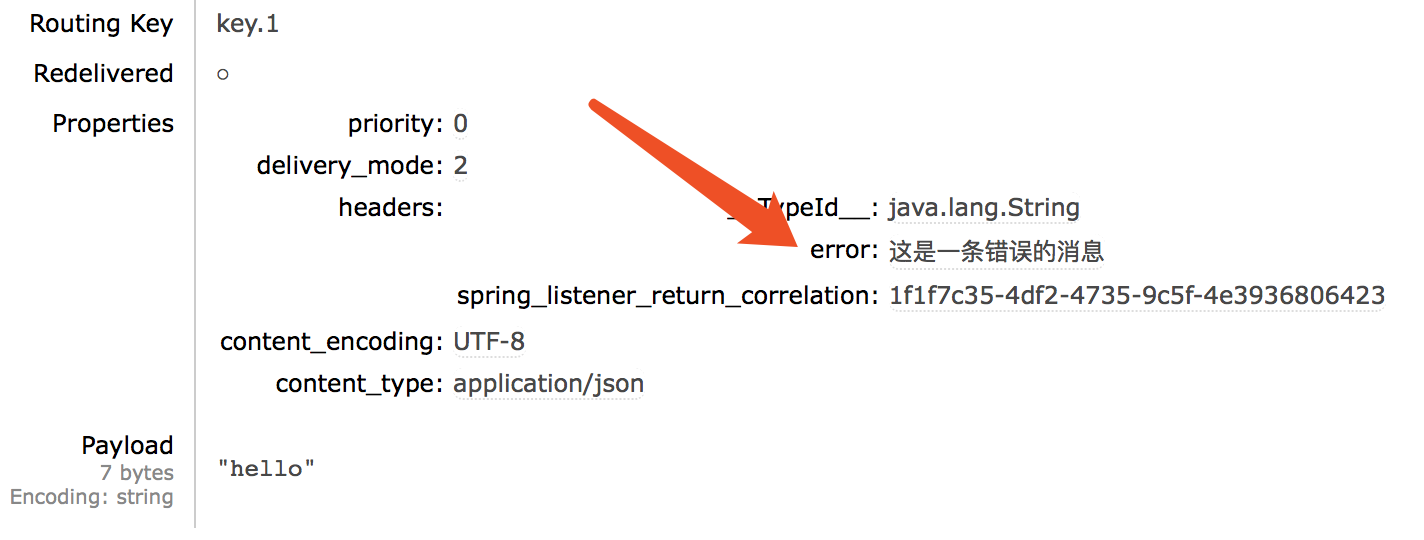 Routing Key key.1
Redelivered ○
Properties priority: 0
delivery_mode: 2
headers: TypeId__: java.lang.String
error: 这是一条错误的消息
spring_listener_return_correlation: 1f1f7c35-4df2-4735-9c5f-4e3936806423
content_encoding: UTF-8
content_type: application/json
Payload
7 bytes
"hello"
Encoding: string